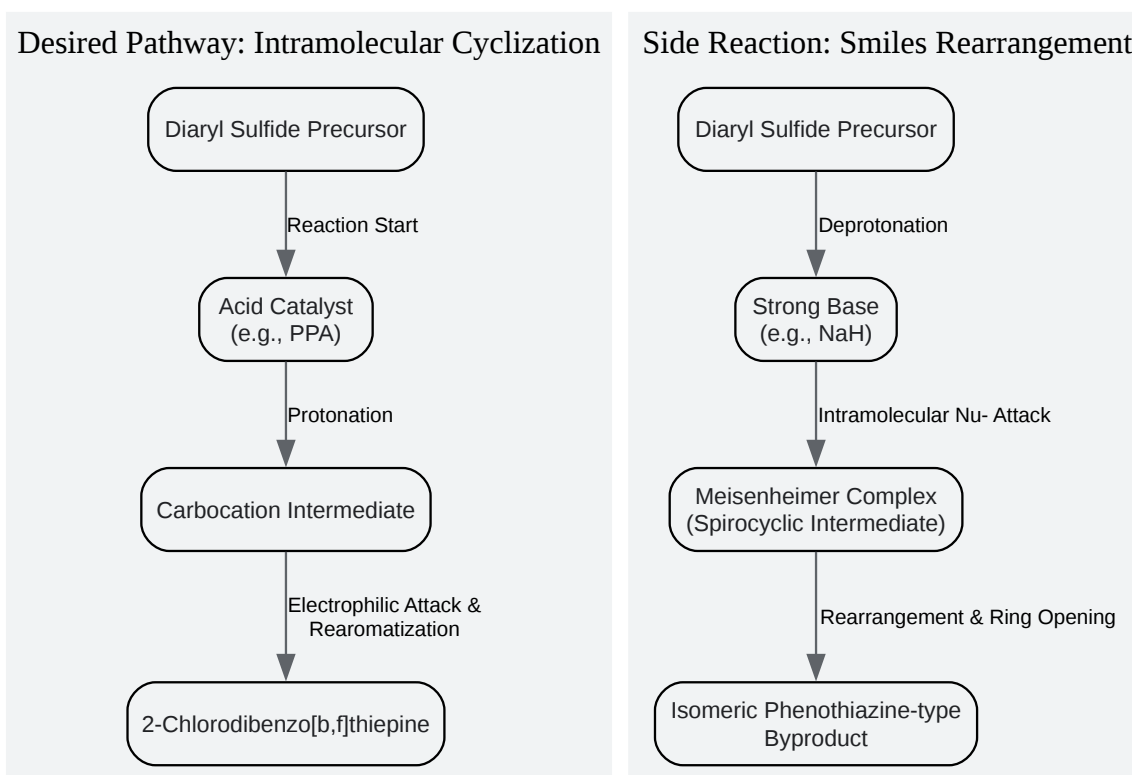 Desired Pathway: Intramolecular Cyclization
Diaryl Sulfide Precursor
Reaction Start
Acid Catalyst
(e.g., PPA)
Protonation
Carbocation Intermediate
Electrophilic Attack &
Rearomatization
2-Chlorodibenzo[b,f]thiepine
Side Reaction: Smiles Rearrangement
Diaryl Sulfide Precursor
Deprotonation
Strong Base
(e.g., NaH)
Intramolecular Nu- Attack
Meisenheimer Complex
(Spirocyclic Intermediate)
Rearrangement & Ring Opening
Isomeric Phenothiazine-type
Byproduct